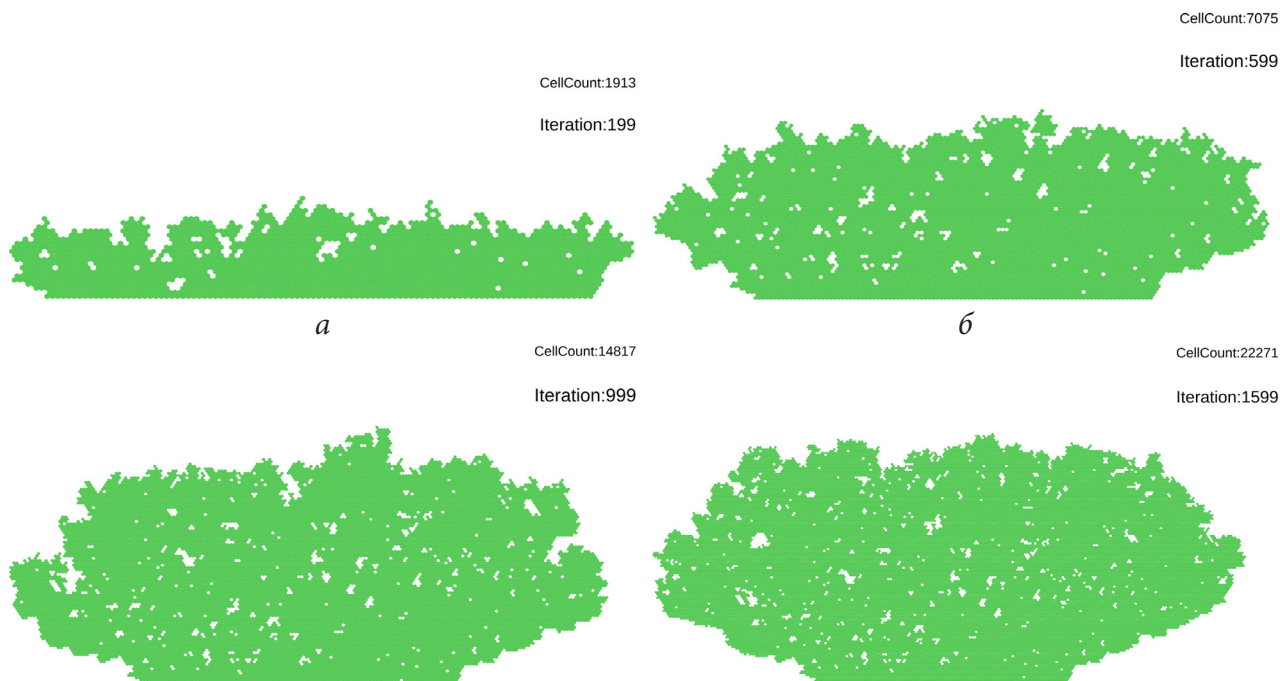 CellCount:1913
Iteration:199
а
CellCount:7075
Iteration:599
б
CellCount:14817
Iteration:999
CellCount:22271
Iteration:1599